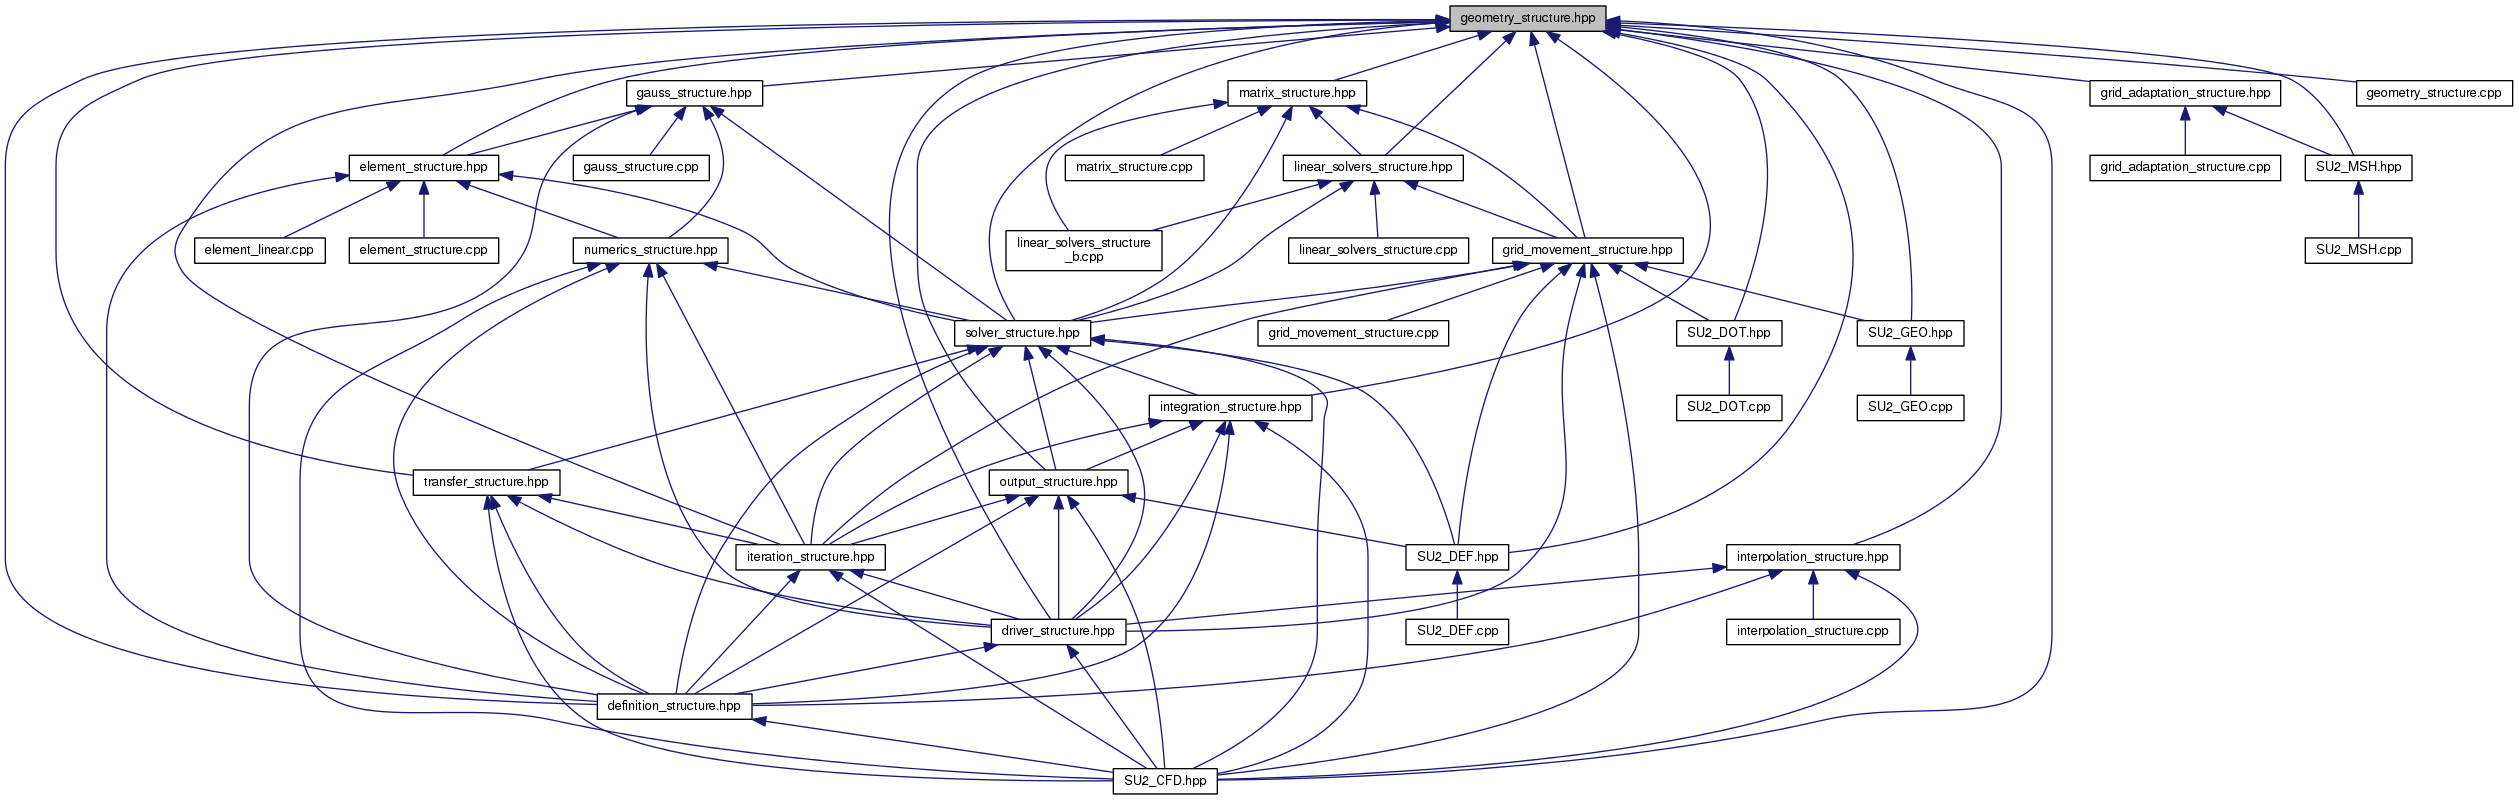 geometry_structure.hpp
gauss_structure.hpp
matrix_structure.hpp
grid_adaptation_structure.hpp
geometry_structure.cpp
element_structure.hpp
gauss_structure.cpp
matrix_structure.cpp
linear_solvers_structure.hpp
grid_adaptation_structure.cpp
SU2_MSH.hpp
element_linear.cpp
element_structure.cpp
numerics_structure.hpp
linear_solvers_structure
_b.cpp
linear_solvers_structure.cpp
grid_movement_structure.hpp
SU2_MSH.cpp
solver_structure.hpp
grid_movement_structure.cpp
SU2_DOT.hpp
SU2_GEO.hpp
integration_structure.hpp
SU2_DOT.cpp
SU2_GEO.cpp
transfer_structure.hpp
output_structure.hpp
iteration_structure.hpp
SU2_DEF.hpp
interpolation_structure.hpp
driver_structure.hpp
SU2_DEF.cpp
interpolation_structure.cpp
definition_structure.hpp
SU2_CFD.hpp